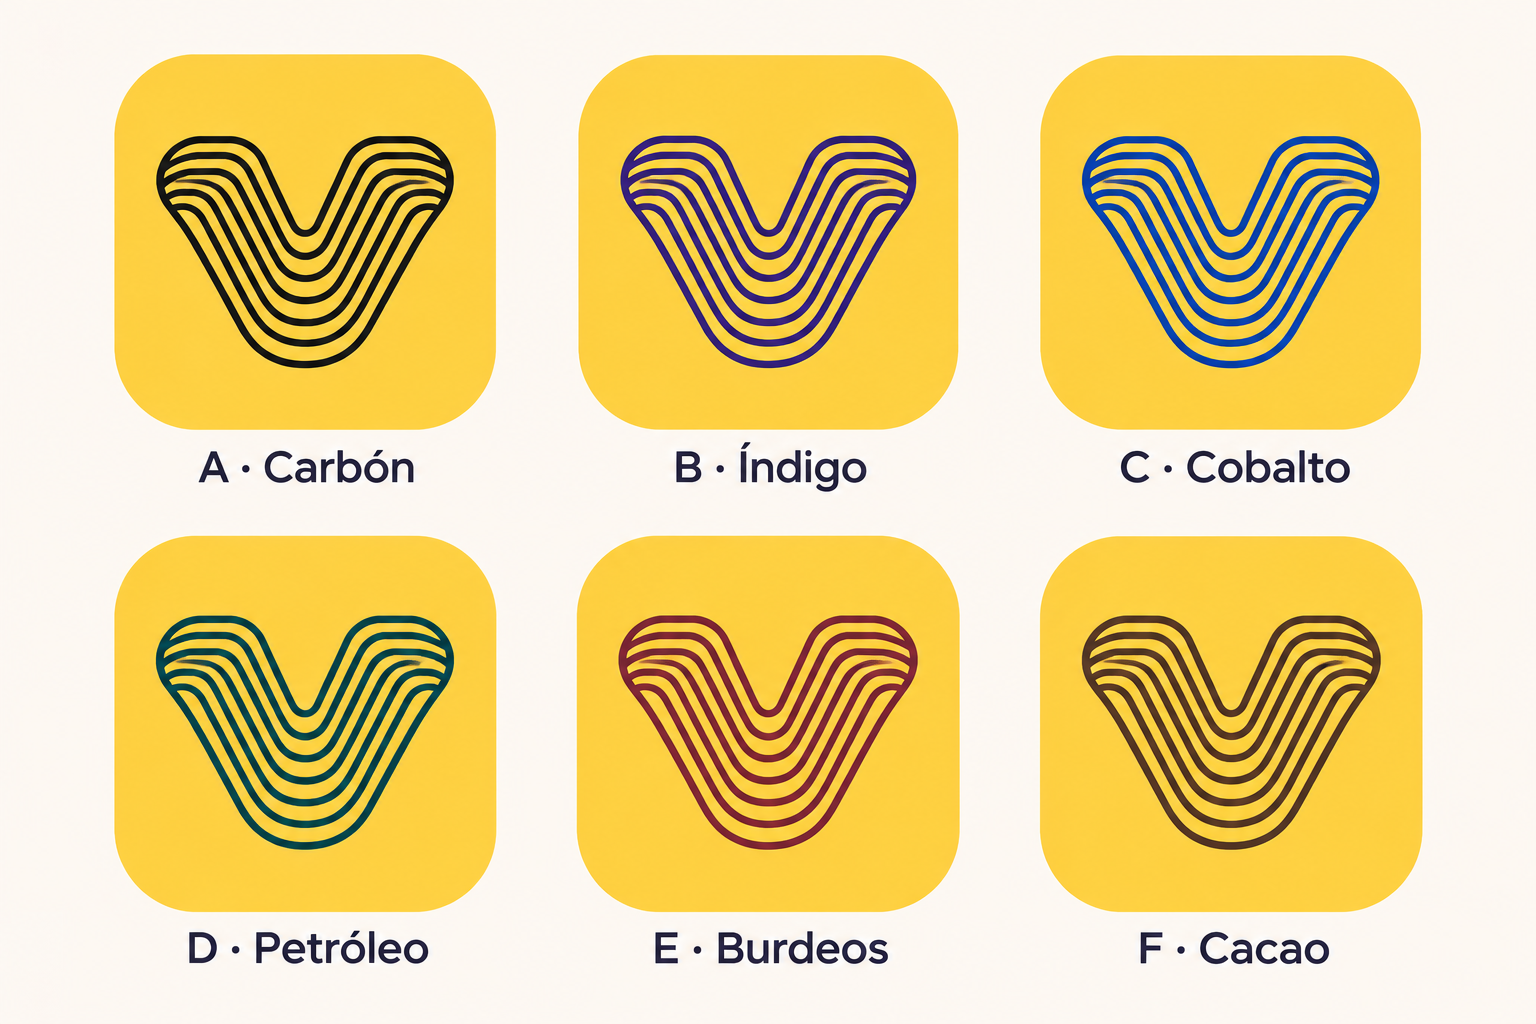 A · Carbón
B · Índigo
C · Cobalto
D · Petróleo
E · Burdeos
F · Cacao